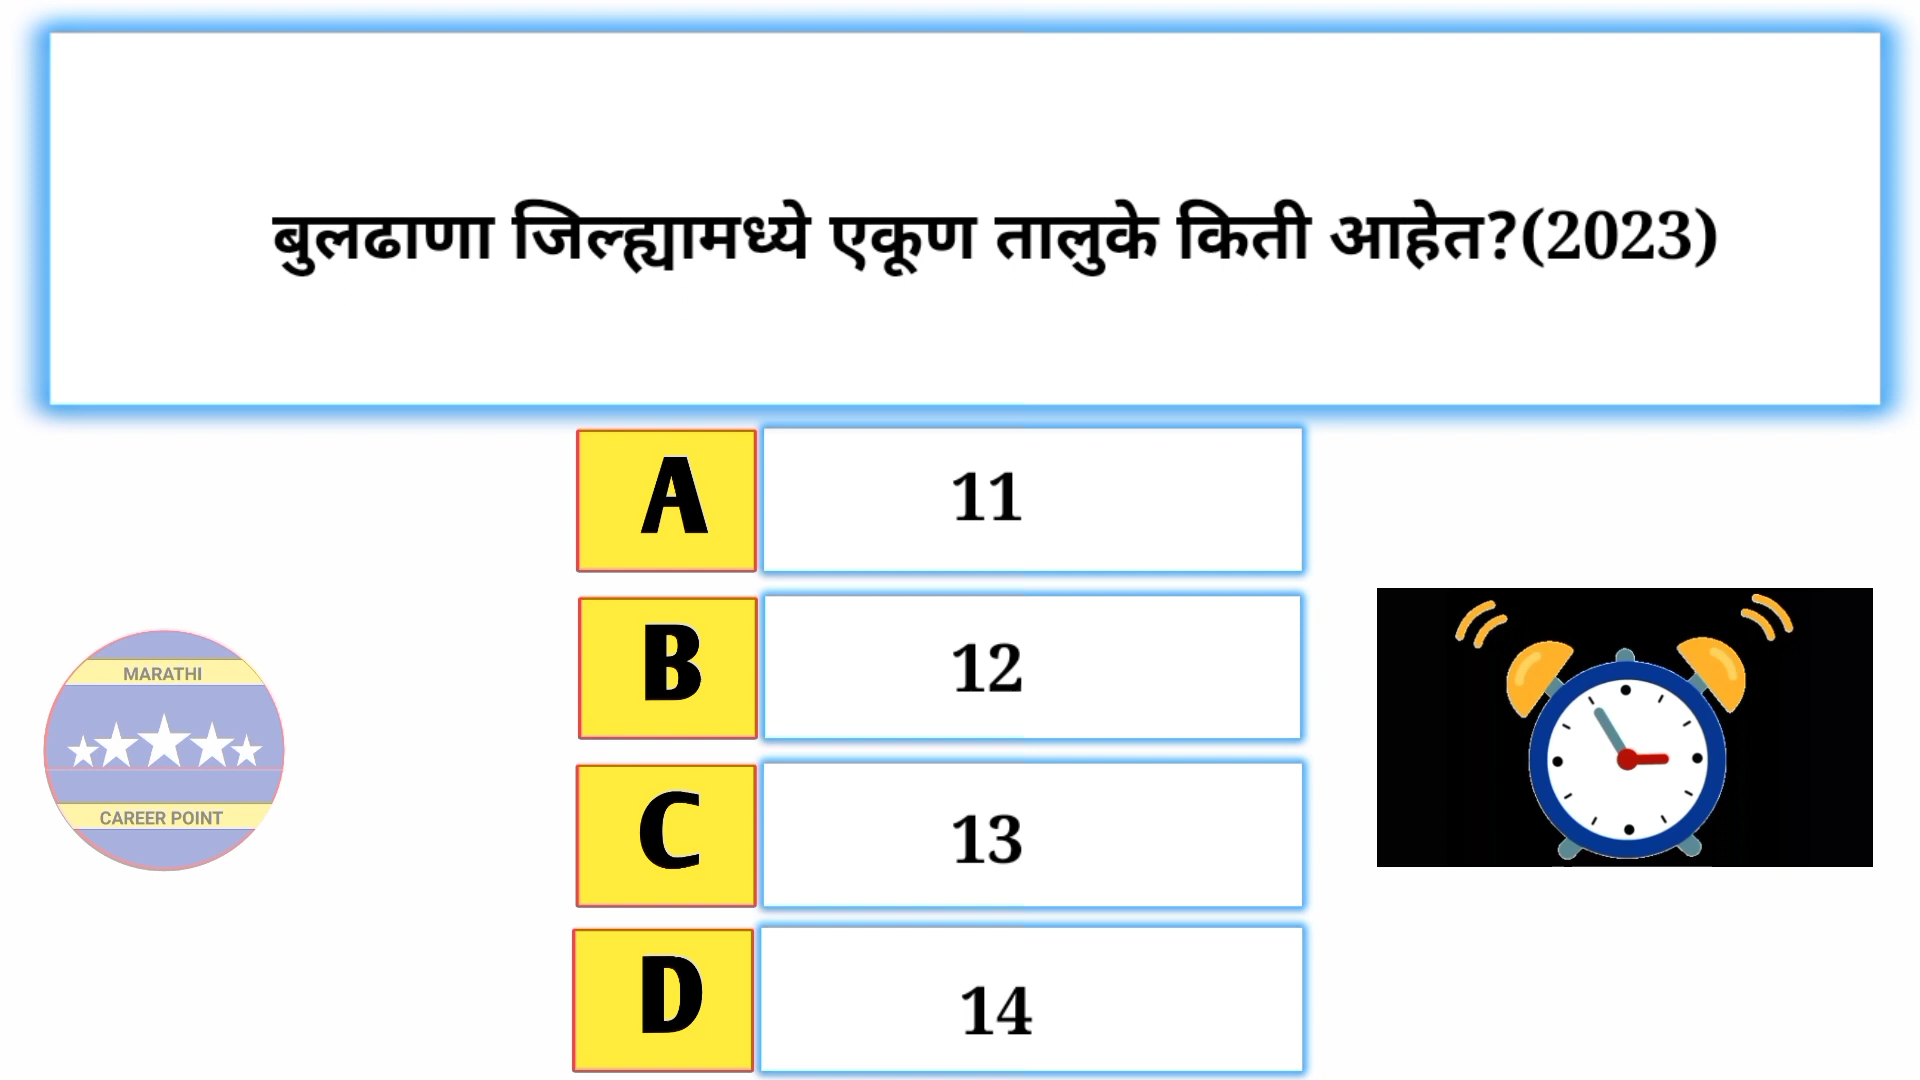 बुलढाणा जिल्ह्यामध्ये एकूण तालुके किती आहेत?(2023)
A 11
B 12
C 13
D 14
MARATHI
CAREER POINT